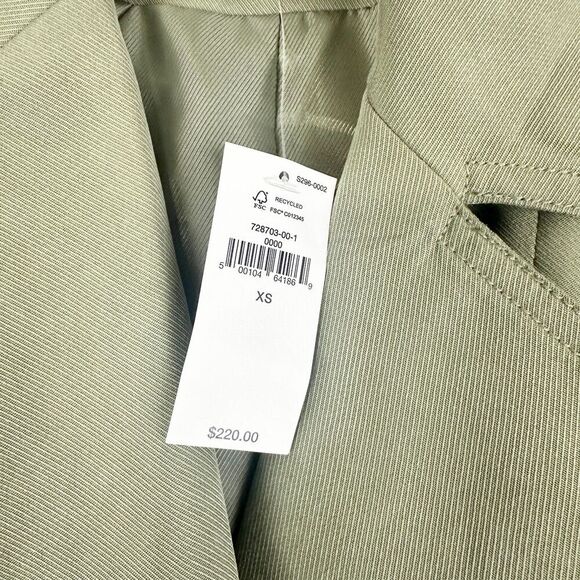 S296-0002
RECYCLED
FSC
FSC® C012345
728703-00-1
0000
5 00104 64186 9
XS
$220.00